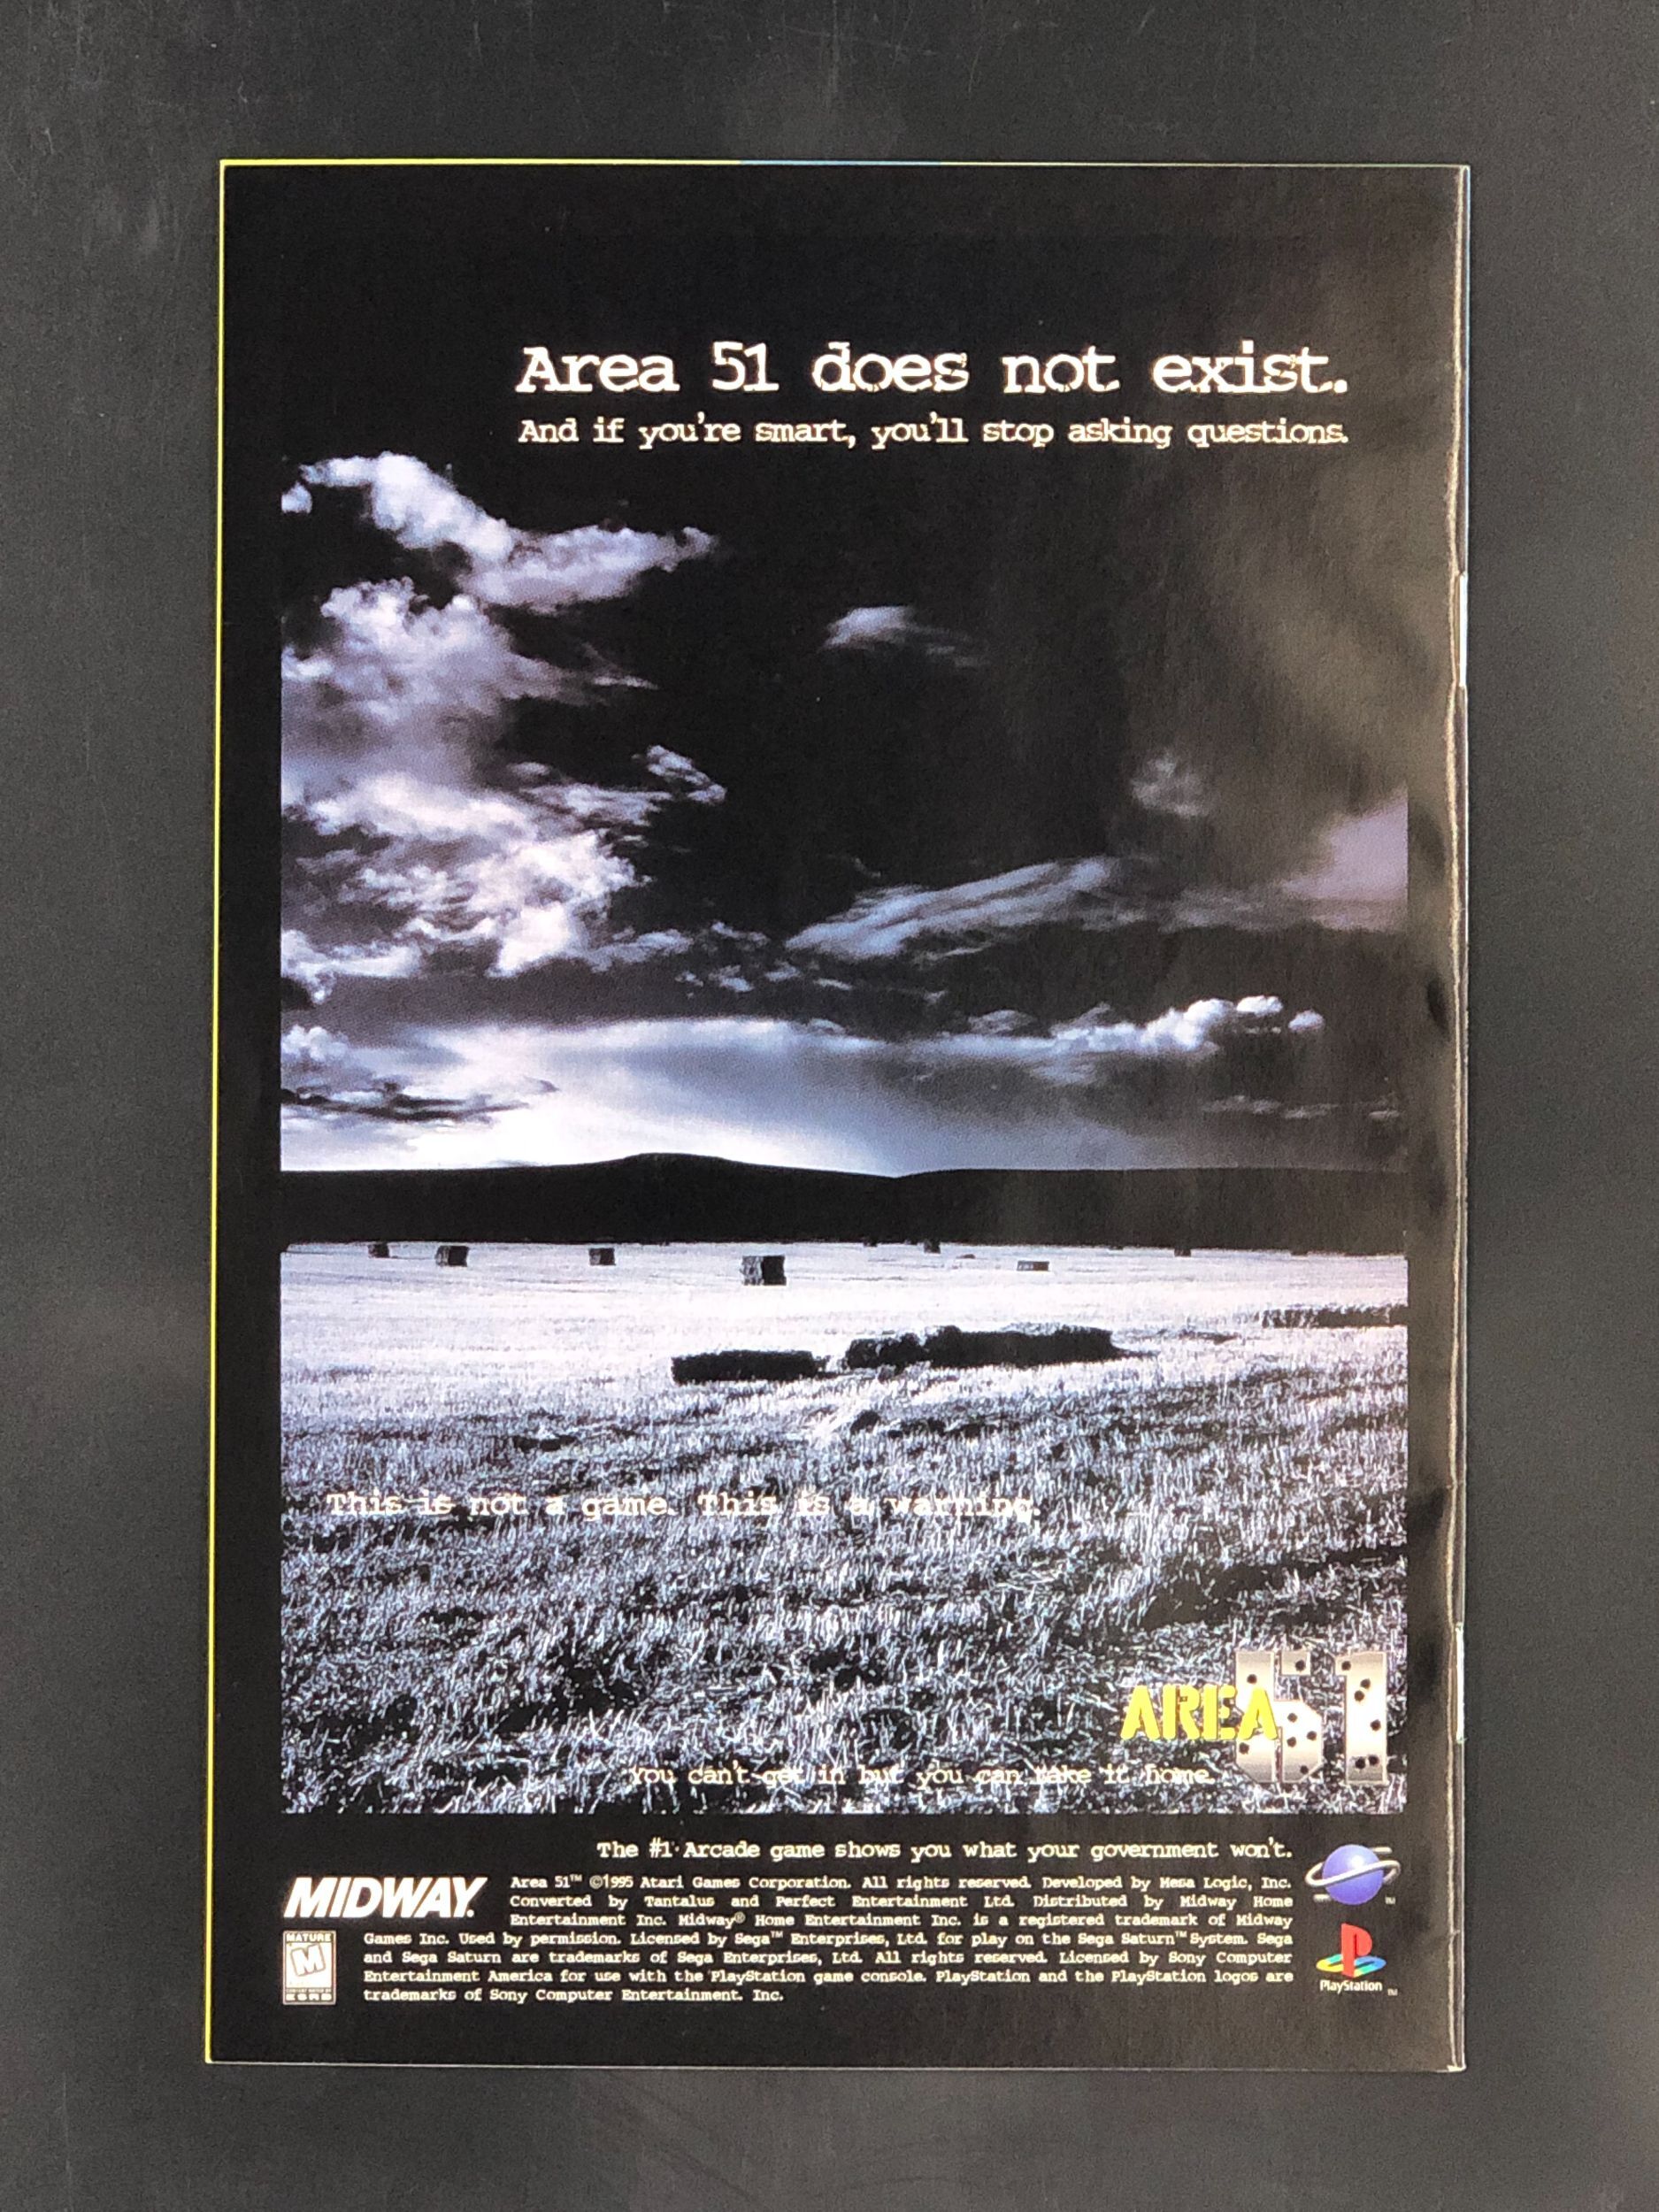 Area 51 does not exist.
And if you're smart, you'll stop asking questions.
This is not a game. This is a warning.
AREA 51
You can't get in but you can take it home.
The #1 Arcade game shows you what your government won't.
MIDWAY.
Area 51™ ©1995 Atari Games Corporation. All rights reserved. Developed by Mesa Logic, Inc.
Converted by Tantalus and Perfect Entertainment Ltd. Distributed by Midway Home
Entertainment Inc. Midway® Home Entertainment Inc. is a registered trademark of Midway
Games Inc. Used by permission. Licensed by Sega™ Enterprises, Ltd. for play on the Sega Saturn™ System. Sega
and Sega Saturn are trademarks of Sega Enterprises, Ltd. All rights reserved. Licensed by Sony Computer
Entertainment America for use with the PlayStation game console. PlayStation and the PlayStation logos are
trademarks of Sony Computer Entertainment. Inc.
MATURE
M
ESRB
TM
PlayStation TM